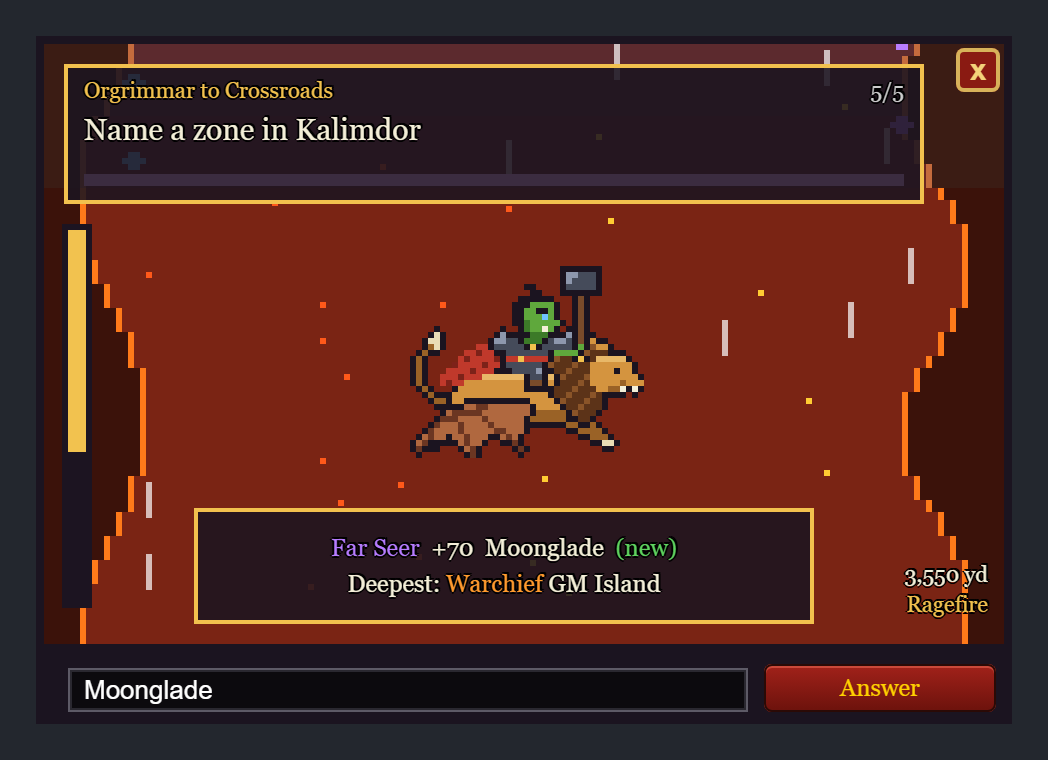 Orgrimmar to Crossroads
5/5
Name a zone in Kalimdor
x
Far Seer +70 Moonglade (new)
Deepest: Warchief GM Island
3,550 yd
Ragefire
Moonglade
Answer